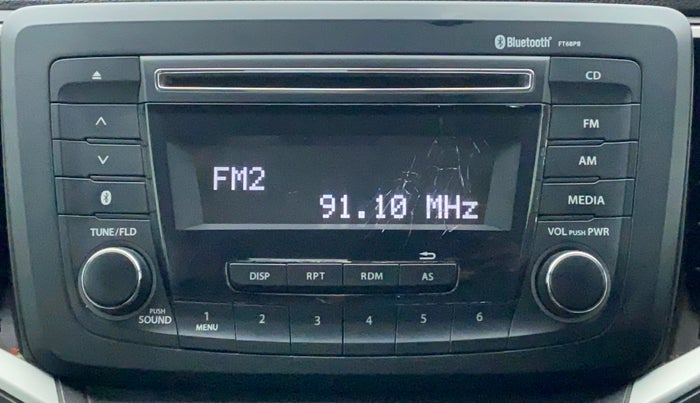 Bluetooth® FT68P8
CD
FM
AM
MEDIA
FM2
91.10 MHz
TUNE/FLD
VOL PUSH PWR
DISP RPT RDM AS
PUSH
SOUND
1 2 3 4 5 6
MENU